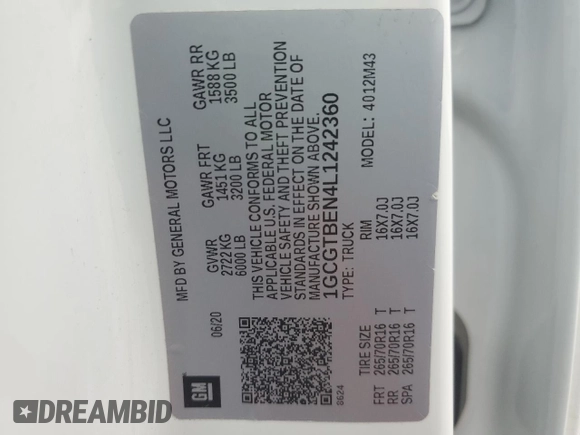 MFD BY GENERAL MOTORS LLC
06/20
GVWR
2722 KG
6000 LB
GAWR FRT
1451 KG
3200 LB
GAWR RR
1588 KG
3500 LB
THIS VEHICLE CONFORMS TO ALL
APPLICABLE U.S. FEDERAL MOTOR
VEHICLE SAFETY AND THEFT PREVENTION
STANDARDS IN EFFECT ON THE DATE OF
MANUFACTURE SHOWN ABOVE.
1GCGTBEN4L1242360
TYPE: TRUCK
MODEL: 4012M43
GM
8624
TIRE SIZE RIM
FRT 265/70R16 T 16X7.0J
RR 265/70R16 T 16X7.0J
SPA 265/70R16 T 16X7.0J
DREAMBID